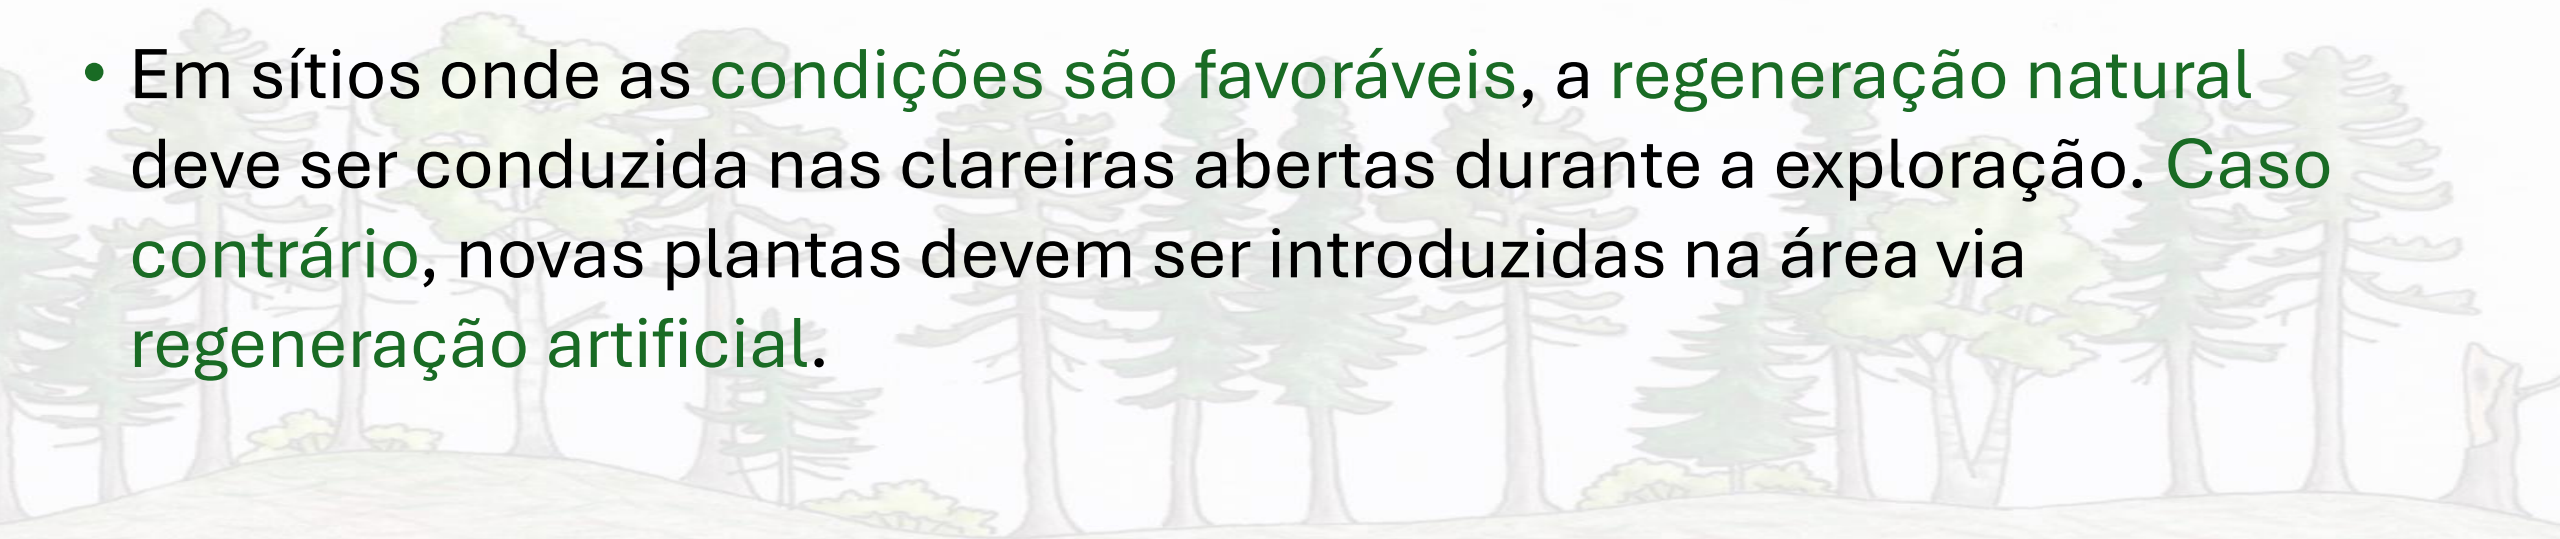 • Em sítios onde as condições são favoráveis, a regeneração natural
deve ser conduzida nas clareiras abertas durante a exploração. Caso
contrário, novas plantas devem ser introduzidas na área via
regeneração artificial.